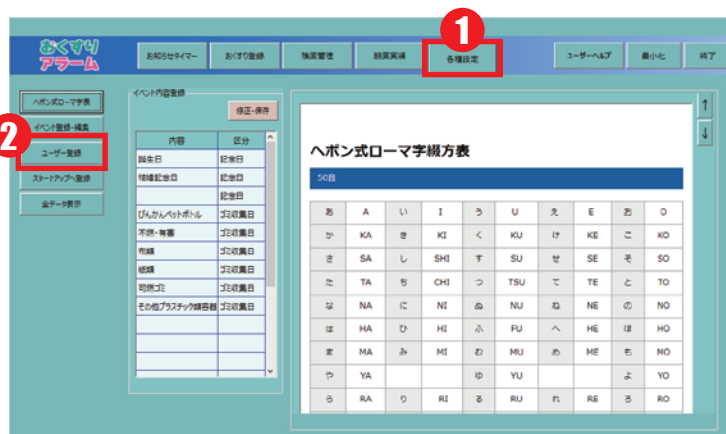 1
おくすり
アラーム
お知らせタイマー おくすり登録 残薬管理 服薬実績 各種設定 ユーザーヘルプ 最小化 終了
2
ヘボン式ローマ字表
イベント登録・編集
ユーザー登録
スタートアップへ登録
全データ表示
イベント内容登録
修正・保存
内容 区分
誕生日 記念日
結婚記念日 記念日
記念日
びんかんペットボトル ゴミ収集日
不燃・有害 ゴミ収集日
布類 ゴミ収集日
紙類 ゴミ収集日
可燃ゴミ ゴミ収集日
その他プラスチック類容器 ゴミ収集日
↑
↓
ヘボン式ローマ字綴方表
50音
あ A い I う U え E お O
か KA き KI く KU け KE こ KO
さ SA し SHI す SU せ SE そ SO
た TA ち CHI つ TSU て TE と TO
な NA に NI ぬ NU ね NE の NO
は HA ひ HI ふ FU へ HE ほ HO
ま MA み MI む MU め ME も MO
や YA ゆ YU よ YO
ら RA り RI る RU れ RE ろ RO